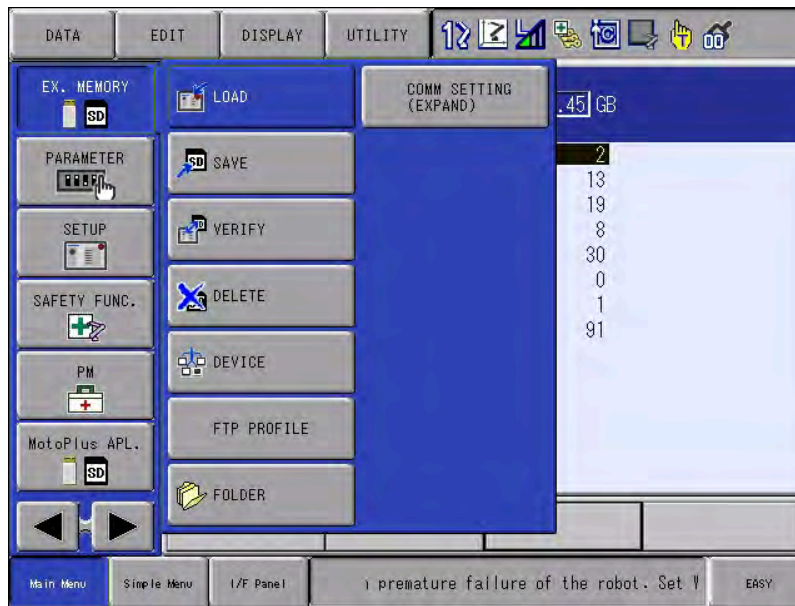 DATA
EDIT
DISPLAY
UTILITY
EX. MEMORY
SD
LOAD
COMM SETTING
(EXPAND)
.45 GB
PARAMETER
SD SAVE
2
13
SETUP
VERIFY
19
8
30
SAFETY FUNC.
DELETE
0
1
91
PM
DEVICE
FTP PROFILE
MotoPlus APL.
SD
FOLDER
Main Menu
Simple Menu
I/F Panel
premature failure of the robot. Set
EASY